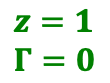 z = 1
Γ = 0